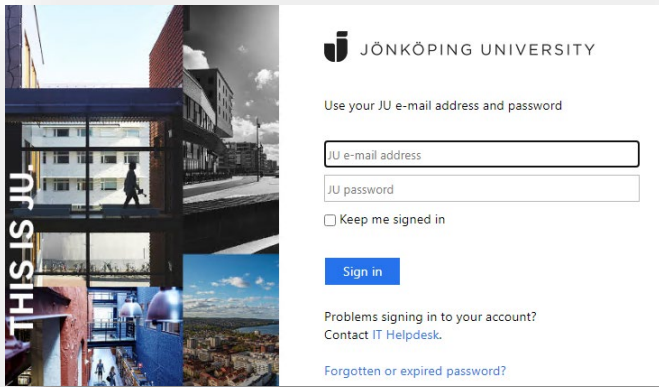 THIS IS JU.
JÖNKÖPING UNIVERSITY
Use your JU e-mail address and password
JU e-mail address
JU password
Keep me signed in
Sign in
Problems signing in to your account?
Contact IT Helpdesk.
Forgotten or expired password?